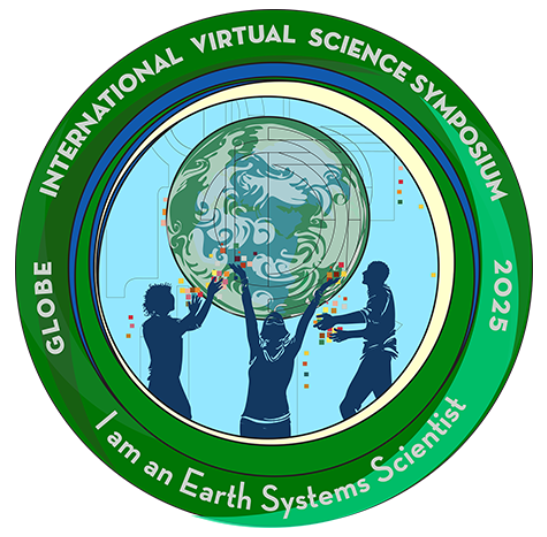 GLOBE INTERNATIONAL VIRTUAL SCIENCE SYMPOSIUM 2025
I am an Earth Systems Scientist